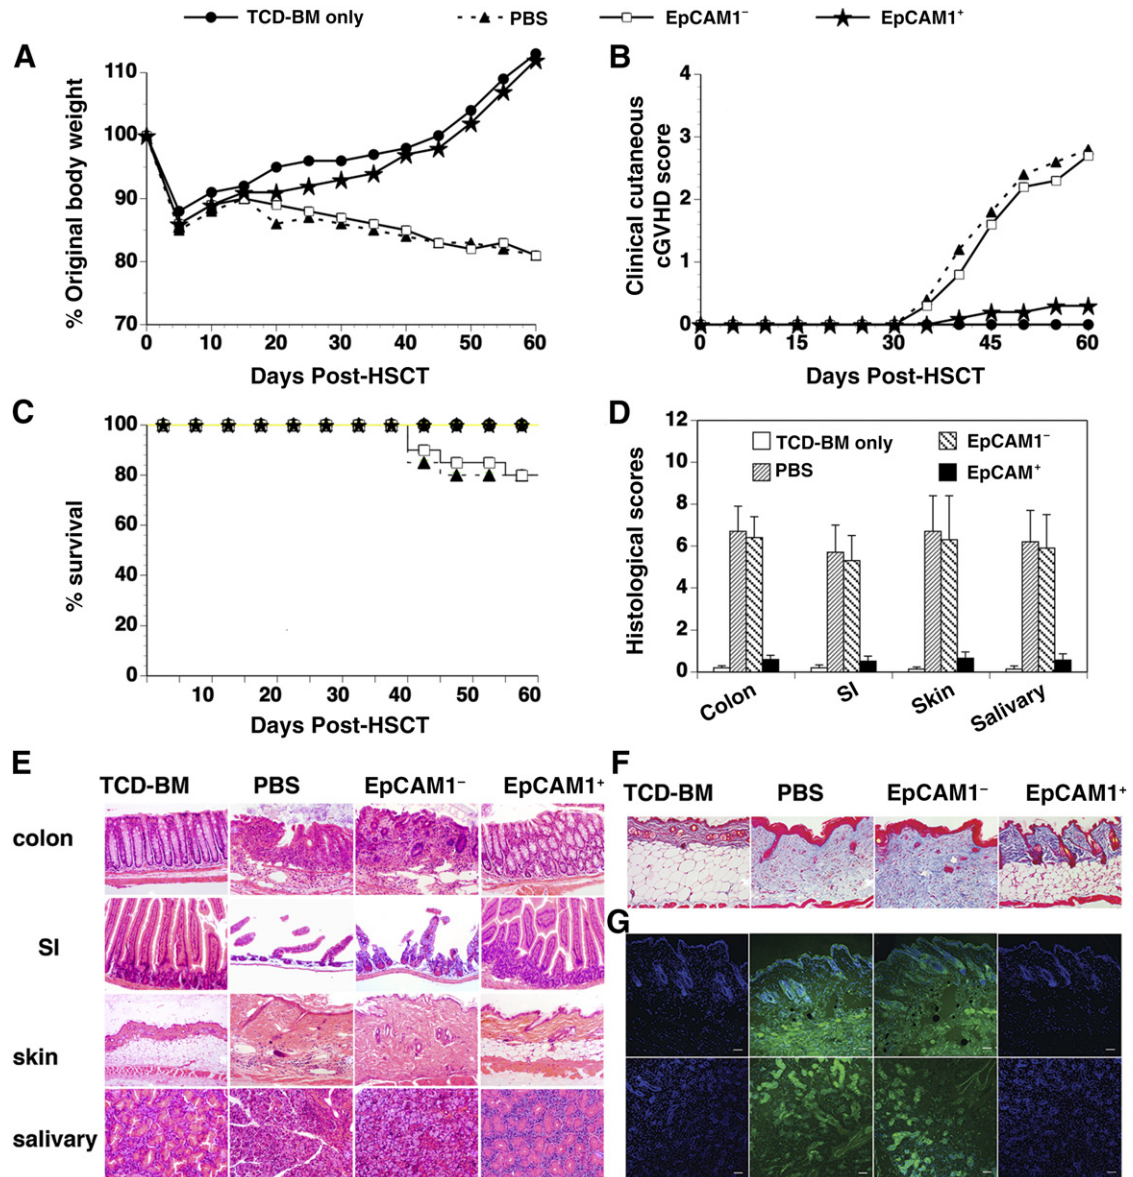 TCD-BM only PBS EpCAM1⁻ EpCAM1⁺
A
% Original body weight
110
100
90
80
70
0 10 20 30 40 50 60
Days Post-HSCT
B
Clinical cutaneous
cGVHD score
4
3
2
1
0
0 15 30 45 60
Days Post-HSCT
C
% survival
100
80
60
40
20
0
10 20 30 40 50 60
Days Post-HSCT
D
Histological scores
12
10
8
6
4
2
0
TCD-BM only EpCAM1⁻
PBS EpCAM⁺
Colon SI Skin Salivary
E
TCD-BM PBS EpCAM1⁻ EpCAM1⁺
colon
SI
skin
salivary
F
TCD-BM PBS EpCAM1⁻ EpCAM1⁺
G